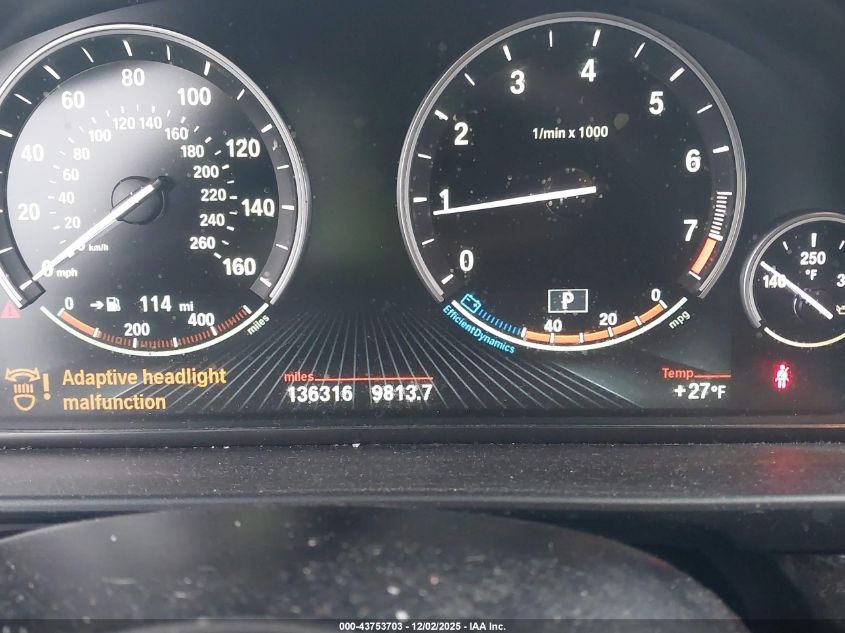 0
20
40
60
80
100
120
140
160
mph
20
40
60
80
100
120
140
160
180
200
220
240
260
km/h
114 mi
0
200
400
miles
0
1
2
3
4
5
6
7
1/min x 1000
P
40
20
0
mpg
EfficientDynamics
140
250
°F
Adaptive headlight
malfunction
miles
136316 9813.7
Temp
+27°F
000-43753703 - 12/02/2025 - IAA Inc.